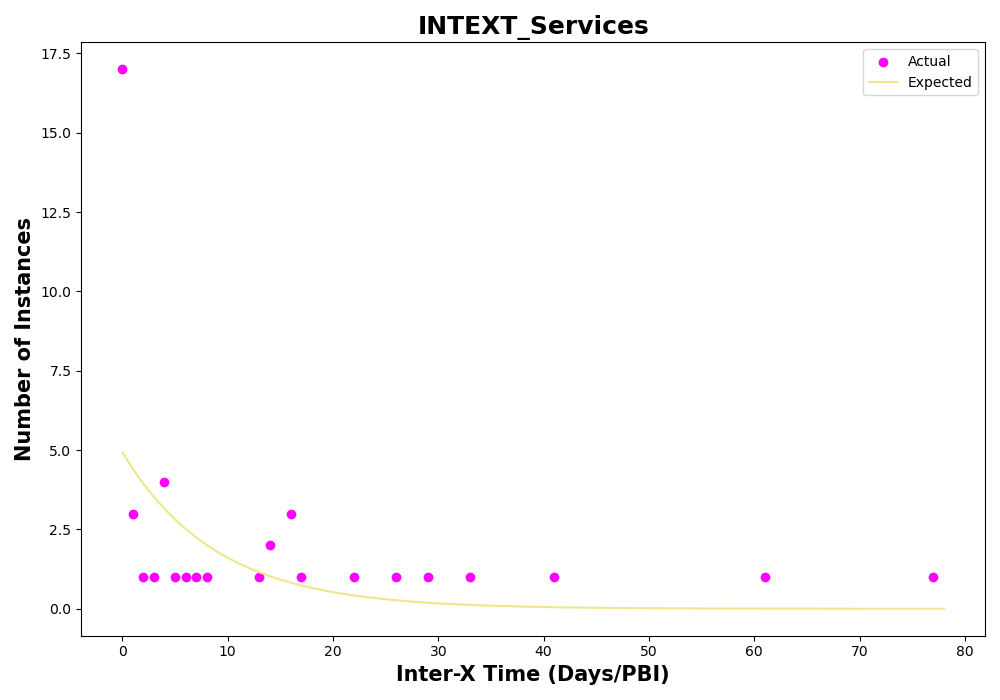 INTEXT_Services
Actual
Expected
17.5
15.0
12.5
10.0
7.5
5.0
2.5
0.0
Number of Instances
0 10 20 30 40 50 60 70 80
Inter-X Time (Days/PBI)